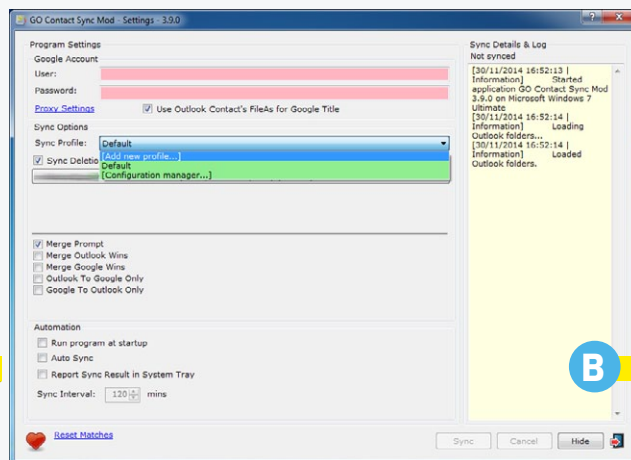 GO Contact Sync Mod - Settings - 3.9.0
Program Settings
Google Account
User:
Password:
Proxy Settings
Use Outlook Contact's FileAs for Google Title
Sync Options
Sync Profile: Default
[Add new profile...]
Sync Deletio
Default
[Configuration manager...]
Merge Prompt
Merge Outlook Wins
Merge Google Wins
Outlook To Google Only
Google To Outlook Only
Automation
Run program at startup
Auto Sync
Report Sync Result in System Tray
Sync Interval: 120 mins
Reset Matches
Sync Details & Log
Not synced
[30/11/2014 16:52:13 |
Information] Started
application GO Contact Sync Mod
3.9.0 on Microsoft Windows 7
Ultimate
[30/11/2014 16:52:14 |
Information] Loading
Outlook folders...
[30/11/2014 16:52:14 |
Information] Loaded
Outlook folders.
B
Sync Cancel Hide